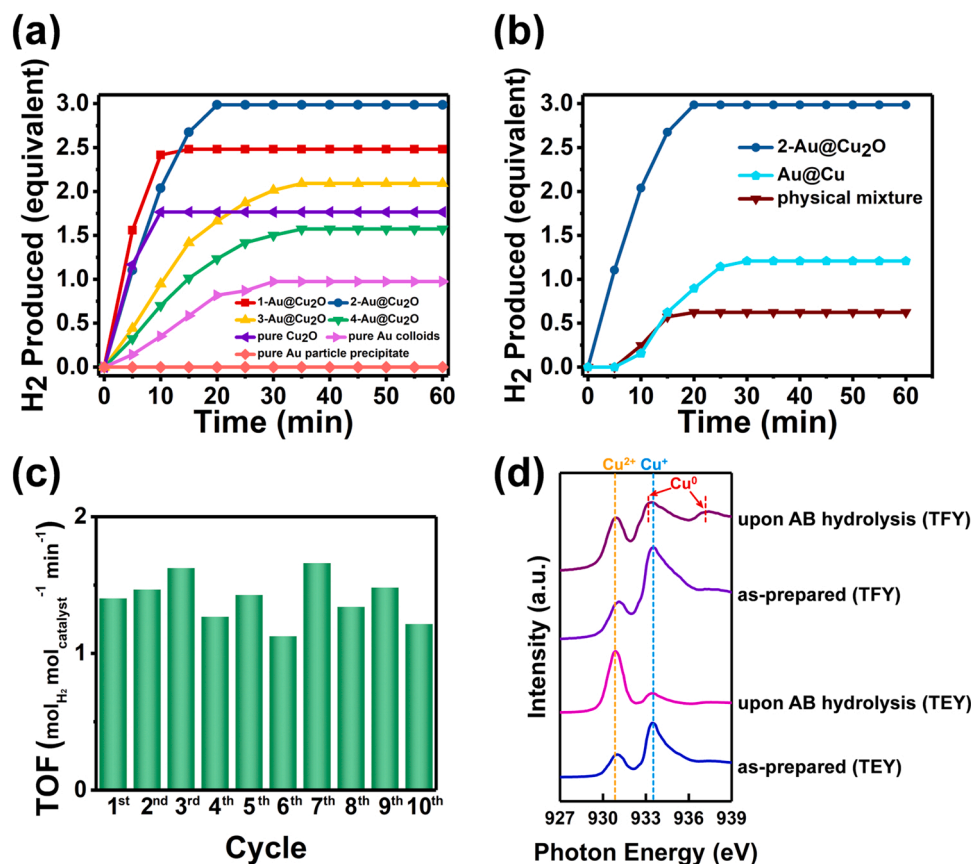 (a)
H2 Produced (equivalent)
3.0
2.5
2.0
1.5
1.0
0.5
0.0
1-Au@Cu₂O 2-Au@Cu₂O
3-Au@Cu₂O 4-Au@Cu₂O
pure Cu₂O pure Au colloids
pure Au particle precipitate
0 10 20 30 40 50 60
Time (min)
(b)
H2 Produced (equivalent)
3.0
2.5
2.0
1.5
1.0
0.5
0.0
2-Au@Cu₂O
Au@Cu
physical mixture
0 10 20 30 40 50 60
Time (min)
(c)
TOF (mol_H₂ mol_catalyst⁻¹ min⁻¹)
2
1
0
1st 2nd 3rd 4th 5th 6th 7th 8th 9th 10th
Cycle
(d)
Intensity (a.u.)
Cu²⁺ Cu⁺
Cu⁰
upon AB hydrolysis (TFY)
as-prepared (TFY)
upon AB hydrolysis (TEY)
as-prepared (TEY)
927 930 933 936 939
Photon Energy (eV)